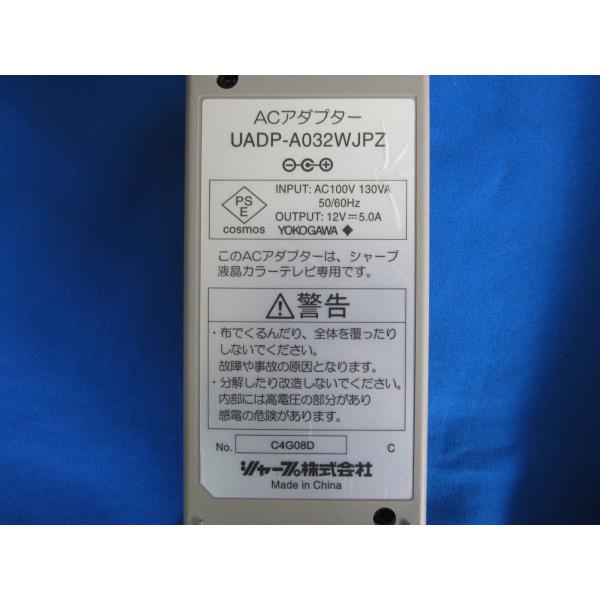 ACアダプター
UADP-A032WJPZ
PS
E
cosmos
INPUT: AC100V 130VA
50/60Hz
OUTPUT: 12V⎓5.0A
YOKOGAWA ◆
このACアダプターは、シャープ
液晶カラーテレビ専用です。
⚠警告
・布でくるんだり、全体を覆ったり
しないでください。
故障や事故の原因となります。
・分解したり改造しないでください。
内部には高電圧の部分があり
感電の危険があります。
No. C4G08D C
シャープ株式会社
Made in China